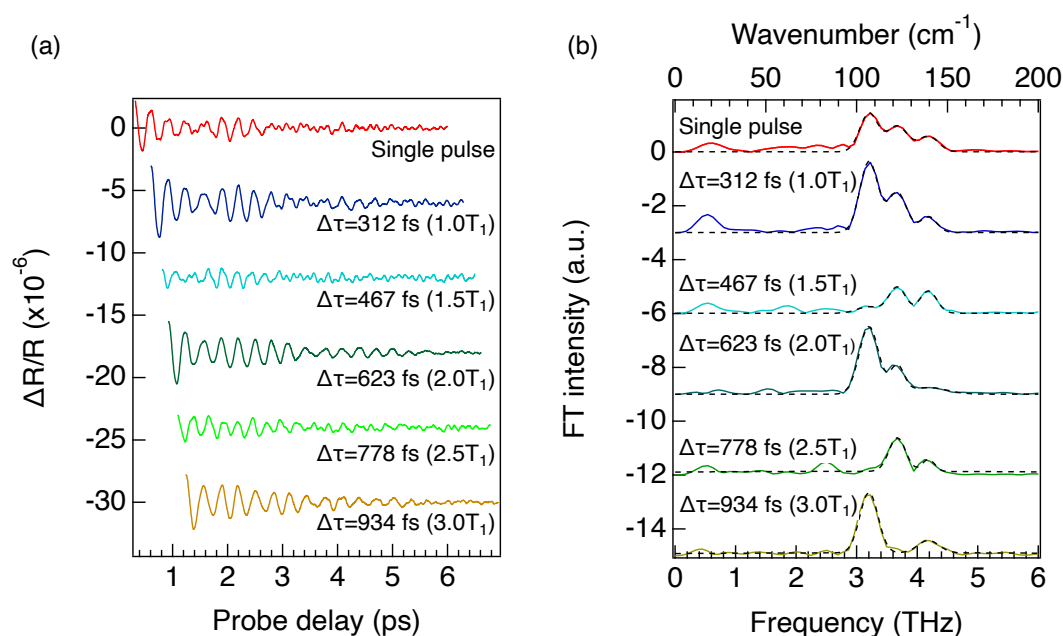 (a)
0
-5
-10
-15
-20
-25
-30
ΔR/R (x10⁻⁶)
Single pulse
Δτ=312 fs (1.0T₁)
Δτ=467 fs (1.5T₁)
Δτ=623 fs (2.0T₁)
Δτ=778 fs (2.5T₁)
Δτ=934 fs (3.0T₁)
1 2 3 4 5 6
Probe delay (ps)
(b)
Wavenumber (cm⁻¹)
0 50 100 150 200
0
-2
-4
-6
-9
-10
-12
-14
FT intensity (a.u.)
Single pulse
Δτ=312 fs (1.0T₁)
Δτ=467 fs (1.5T₁)
Δτ=623 fs (2.0T₁)
Δτ=778 fs (2.5T₁)
Δτ=934 fs (3.0T₁)
0 1 2 3 4 5 6
Frequency (THz)